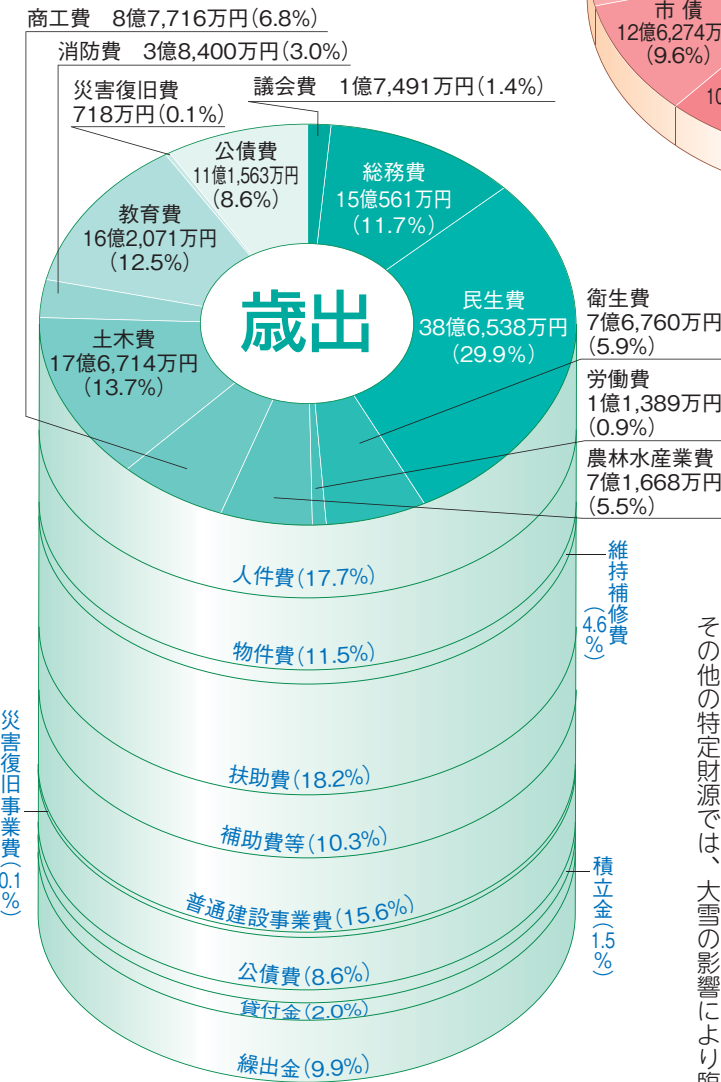 商工費 8億7,716万円(6.8%)
消防費 3億8,400万円(3.0%)
災害復旧費
718万円(0.1%)
議会費 1億7,491万円(1.4%)
市債
12億6,274万
(9.6%)
10
公債費
11億1,563万円
(8.6%)
総務費
15億561万円
(11.7%)
教育費
16億2,071万円
(12.5%)
歳出
民生費
38億6,538万円
(29.9%)
土木費
17億6,714万円
(13.7%)
衛生費
7億6,760万円
(5.9%)
労働費
1億1,389万円
(0.9%)
農林水産業費
7億1,668万円
(5.5%)
人件費(17.7%)
維持補修費(4.6%)
物件費(11.5%)
扶助費(18.2%)
災害復旧事業費(0.1%)
補助費等(10.3%)
普通建設事業費(15.6%)
積立金(1.5%)
公債費(8.6%)
貸付金(2.0%)
繰出金(9.9%)
その他の特定財源では、大雪の影響により